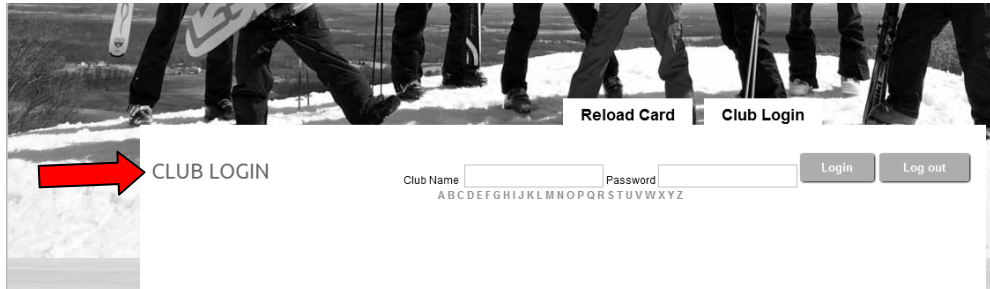 Reload Card Club Login
CLUB LOGIN
Club Name Password Login Log out
A B C D E F G H I J K L M N O P Q R S T U V W X Y Z